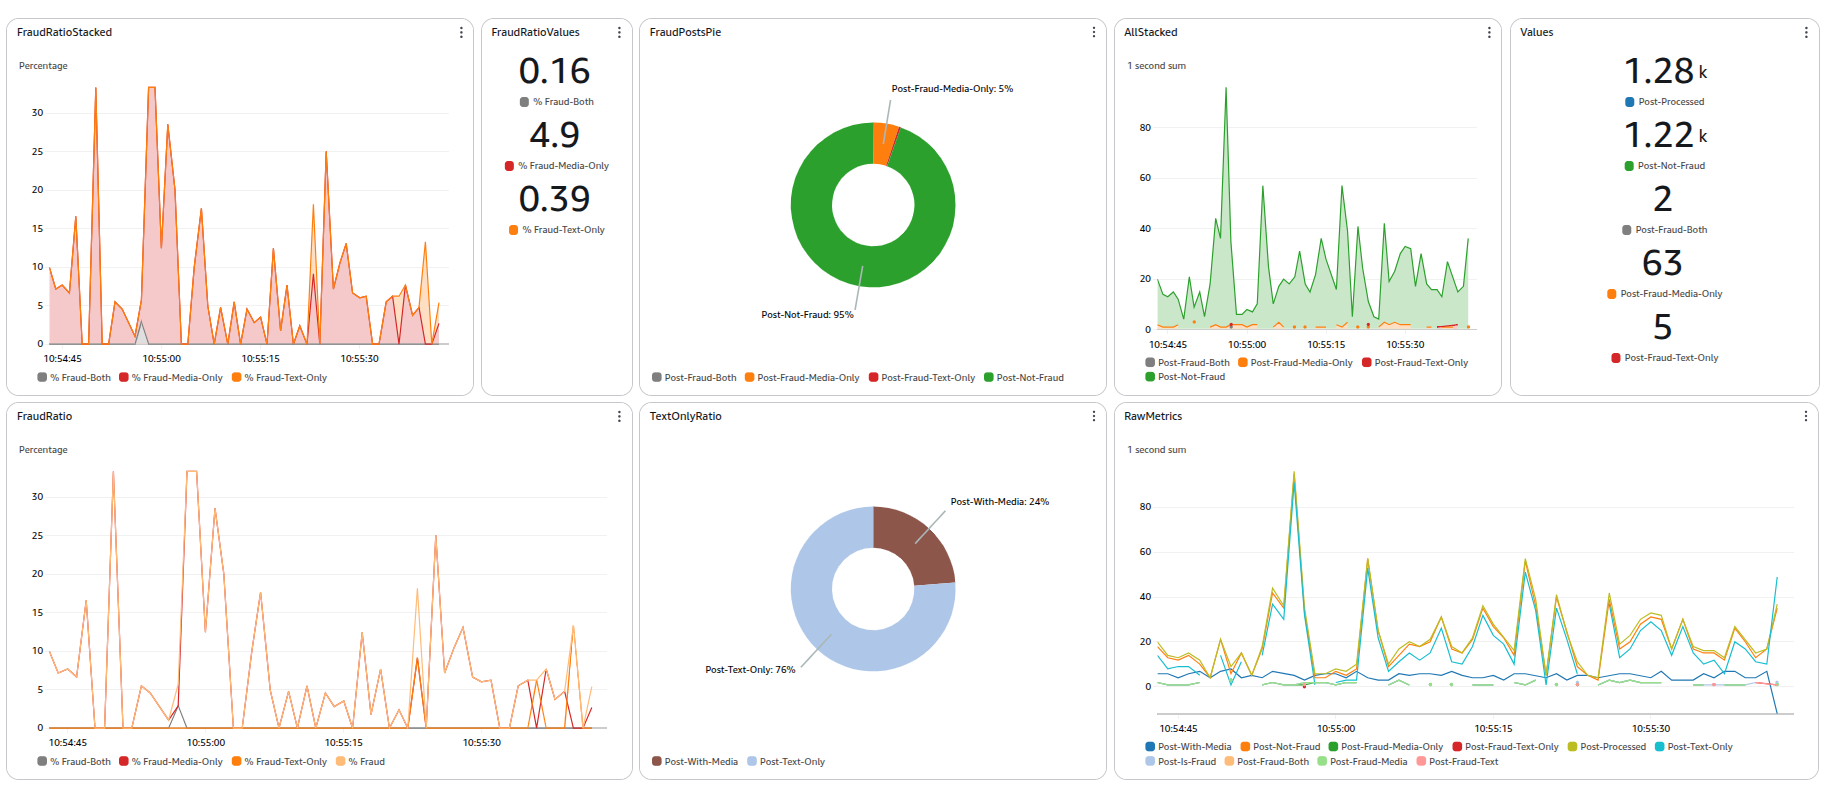 FraudRatioStacked
Percentage
30
25
20
15
10
5
0
10:54:45 10:55:00 10:55:15 10:55:30
% Fraud-Both % Fraud-Media-Only % Fraud-Text-Only
FraudRatioValues
0.16
% Fraud-Both
4.9
% Fraud-Media-Only
0.39
% Fraud-Text-Only
FraudPostsPie
Post-Fraud-Media-Only: 5%
Post-Not-Fraud: 95%
Post-Fraud-Both Post-Fraud-Media-Only Post-Fraud-Text-Only Post-Not-Fraud
AllStacked
1 second sum
80
60
40
20
0
10:54:45 10:55:00 10:55:15 10:55:30
Post-Fraud-Both Post-Fraud-Media-Only Post-Fraud-Text-Only
Post-Not-Fraud
Values
1.28 k
Post-Processed
1.22 k
Post-Not-Fraud
2
Post-Fraud-Both
63
Post-Fraud-Media-Only
5
Post-Fraud-Text-Only
FraudRatio
Percentage
30
25
20
15
10
5
0
10:54:45 10:55:00 10:55:15 10:55:30
% Fraud-Both % Fraud-Media-Only % Fraud-Text-Only % Fraud
TextOnlyRatio
Post-With-Media: 24%
Post-Text-Only: 76%
Post-With-Media Post-Text-Only
RawMetrics
1 second sum
80
60
40
20
0
10:54:45 10:55:00 10:55:15 10:55:30
Post-With-Media Post-Not-Fraud Post-Fraud-Media-Only Post-Fraud-Text-Only Post-Processed Post-Text-Only
Post-Is-Fraud Post-Fraud-Both Post-Fraud-Media Post-Fraud-Text